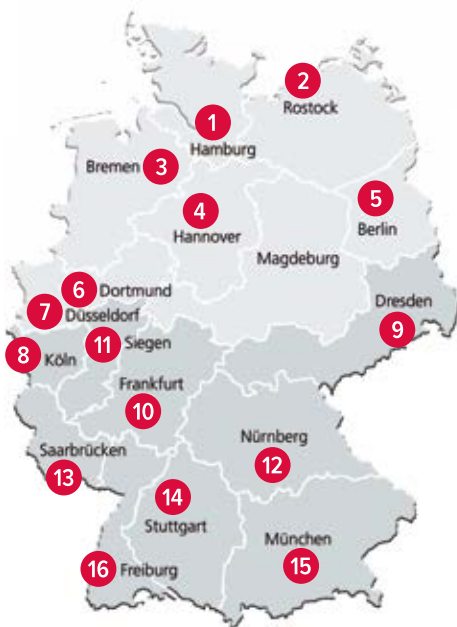 2
Rostock
1
Hamburg
Bremen 3
5
Berlin
4
Hannover
Magdeburg
6 Dortmund
7 Düsseldorf
Dresden
9
8 Köln
11 Siegen
Frankfurt
10
Nürnberg
12
Saarbrücken
13
14
Stuttgart
München
15
16 Freiburg